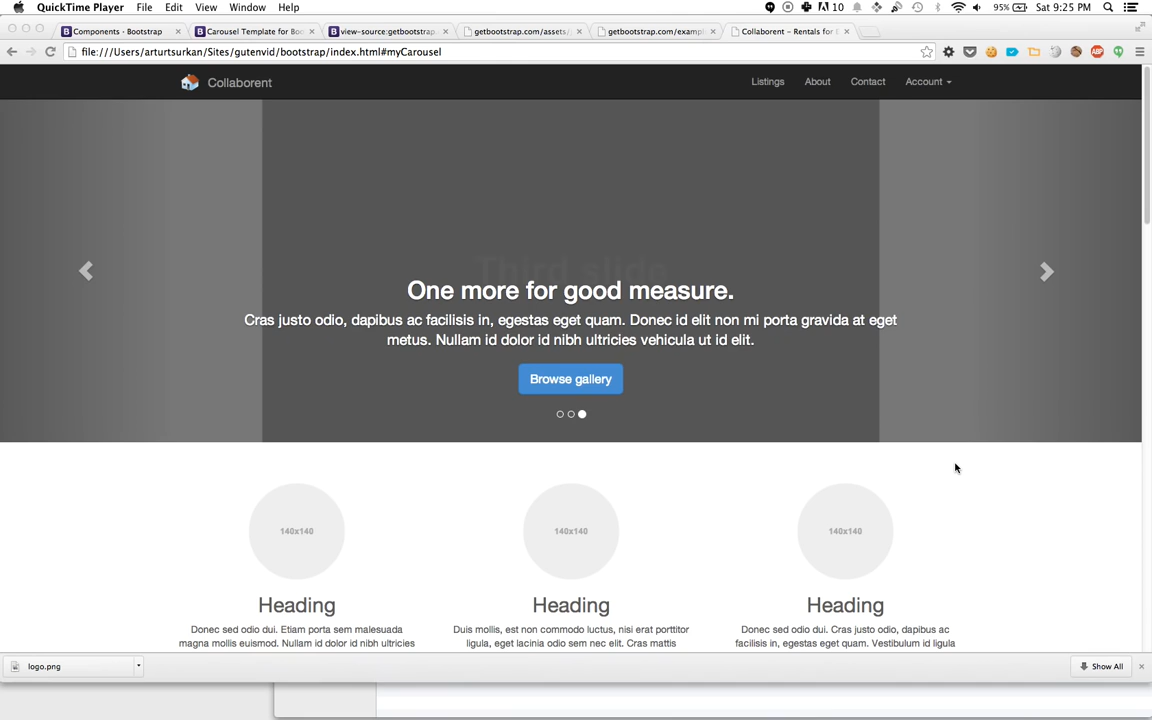 QuickTime Player File Edit View Window Help
10
95%
Sat 9:25 PM
Components · Bootstrap
Carousel Template for Boo
view-source:getbootstrap.
getbootstrap.com/assets/
getbootstrap.com/exampl
Collaborent – Rentals for E
file:///Users/arturtsurkan/Sites/gutenvid/bootstrap/index.html#myCarousel
ABP
Collaborent
Listings About Contact Account
Third slide
One more for good measure.
Cras justo odio, dapibus ac facilisis in, egestas eget quam. Donec id elit non mi porta gravida at eget
metus. Nullam id dolor id nibh ultricies vehicula ut id elit.
Browse gallery
140x140 140x140 140x140
Heading Heading Heading
Donec sed odio dui. Etiam porta sem malesuada
magna mollis euismod. Nullam id dolor id nibh ultricies
Duis mollis, est non commodo luctus, nisi erat porttitor
ligula, eget lacinia odio sem nec elit. Cras mattis
Donec sed odio dui. Cras justo odio, dapibus ac
facilisis in, egestas eget quam. Vestibulum id ligula
logo.png
Show All